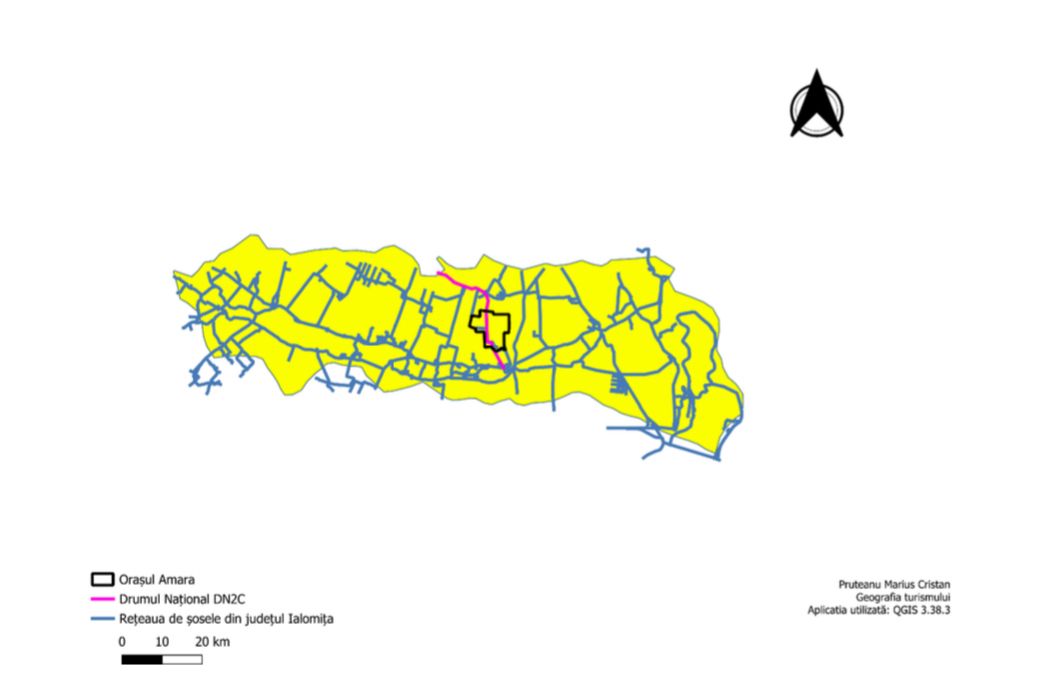 Orașul Amara
Drumul Național DN2C
Rețeaua de șosele din județul Ialomița
0 10 20 km
Pruteanu Marius Cristan
Geografia turismului
Aplicatia utilizată: QGIS 3.38.3